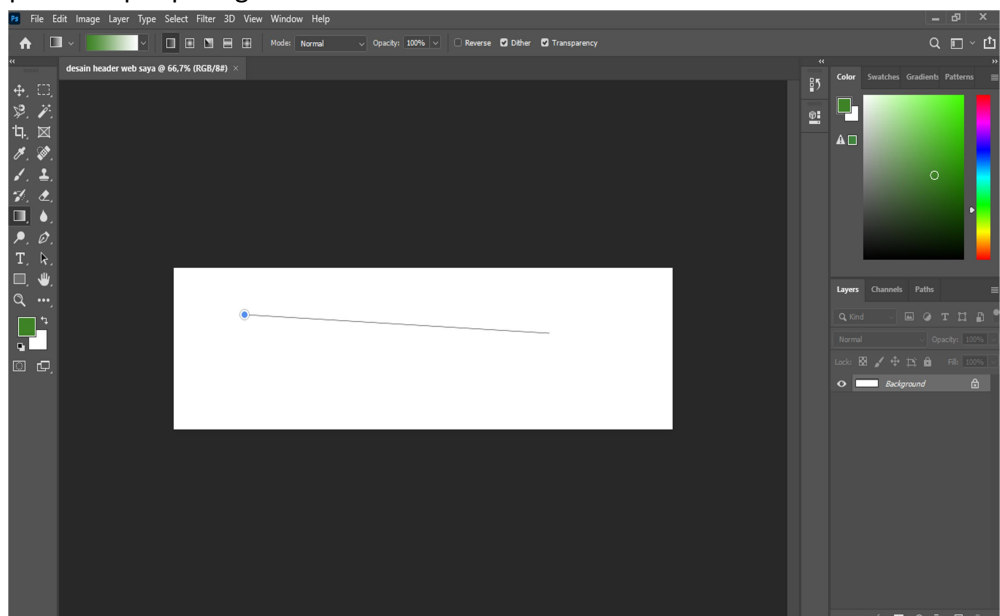 Ps File Edit Image Layer Type Select Filter 3D View Window Help
Mode: Normal Opacity: 100% Reverse Dither Transparency
desain header web saya @ 66,7% (RGB/8#) ×
Color Swatches Gradients Patterns
Layers Channels Paths
Kind
Normal Opacity: 100%
Lock: Fill: 100%
Background